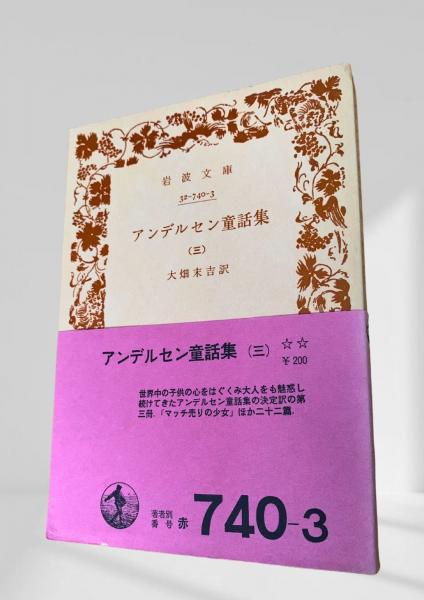 岩波文庫
32-740-3
アンデルセン童話集
(三)
大畑末吉訳
アンデルセン童話集(三)
☆☆
¥200
世界中の子供の心をはぐくみ大人をも魅惑し
続けてきたアンデルセン童話集の決定訳の第
三冊.「マッチ売りの少女」ほか二十二篇.
著者別
番号
赤
740-3